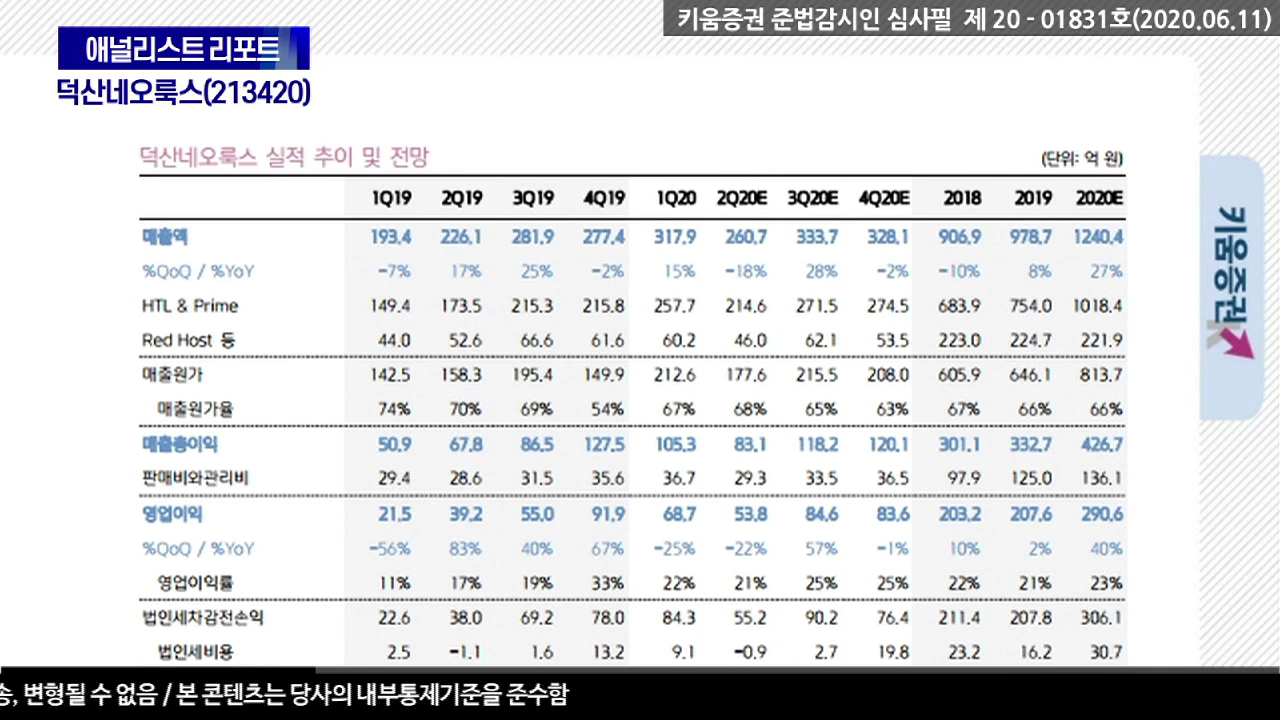 키움증권 준법감시인 심사필 제 20 - 01831호(2020.06.11)
애널리스트 리포트
덕산네오룩스(213420)
덕산네오룩스 실적 추이 및 전망 (단위: 억 원)
1Q19 2Q19 3Q19 4Q19 1Q20 2Q20E 3Q20E 4Q20E 2018 2019 2020E
매출액 193.4 226.1 281.9 277.4 317.9 260.7 333.7 328.1 906.9 978.7 1240.4
%QoQ / %YoY -7% 17% 25% -2% 15% -18% 28% -2% -10% 8% 27%
HTL & Prime 149.4 173.5 215.3 215.8 257.7 214.6 271.5 274.5 683.9 754.0 1018.4
Red Host 등 44.0 52.6 66.6 61.6 60.2 46.0 62.1 53.5 223.0 224.7 221.9
매출원가 142.5 158.3 195.4 149.9 212.6 177.6 215.5 208.0 605.9 646.1 813.7
매출원가율 74% 70% 69% 54% 67% 68% 65% 63% 67% 66% 66%
매출총이익 50.9 67.8 86.5 127.5 105.3 83.1 118.2 120.1 301.1 332.7 426.7
판매비와관리비 29.4 28.6 31.5 35.6 36.7 29.3 33.5 36.5 97.9 125.0 136.1
영업이익 21.5 39.2 55.0 91.9 68.7 53.8 84.6 83.6 203.2 207.6 290.6
%QoQ / %YoY -56% 83% 40% 67% -25% -22% 57% -1% 10% 2% 40%
영업이익률 11% 17% 19% 33% 22% 21% 25% 25% 22% 21% 23%
법인세차감전손익 22.6 38.0 69.2 78.0 84.3 55.2 90.2 76.4 211.4 207.8 306.1
법인세비용 2.5 -1.1 1.6 13.2 9.1 -0.9 2.7 19.8 23.2 16.2 30.7
키움증권
송, 변형될 수 없음 / 본 콘텐츠는 당사의 내부통제기준을 준수함